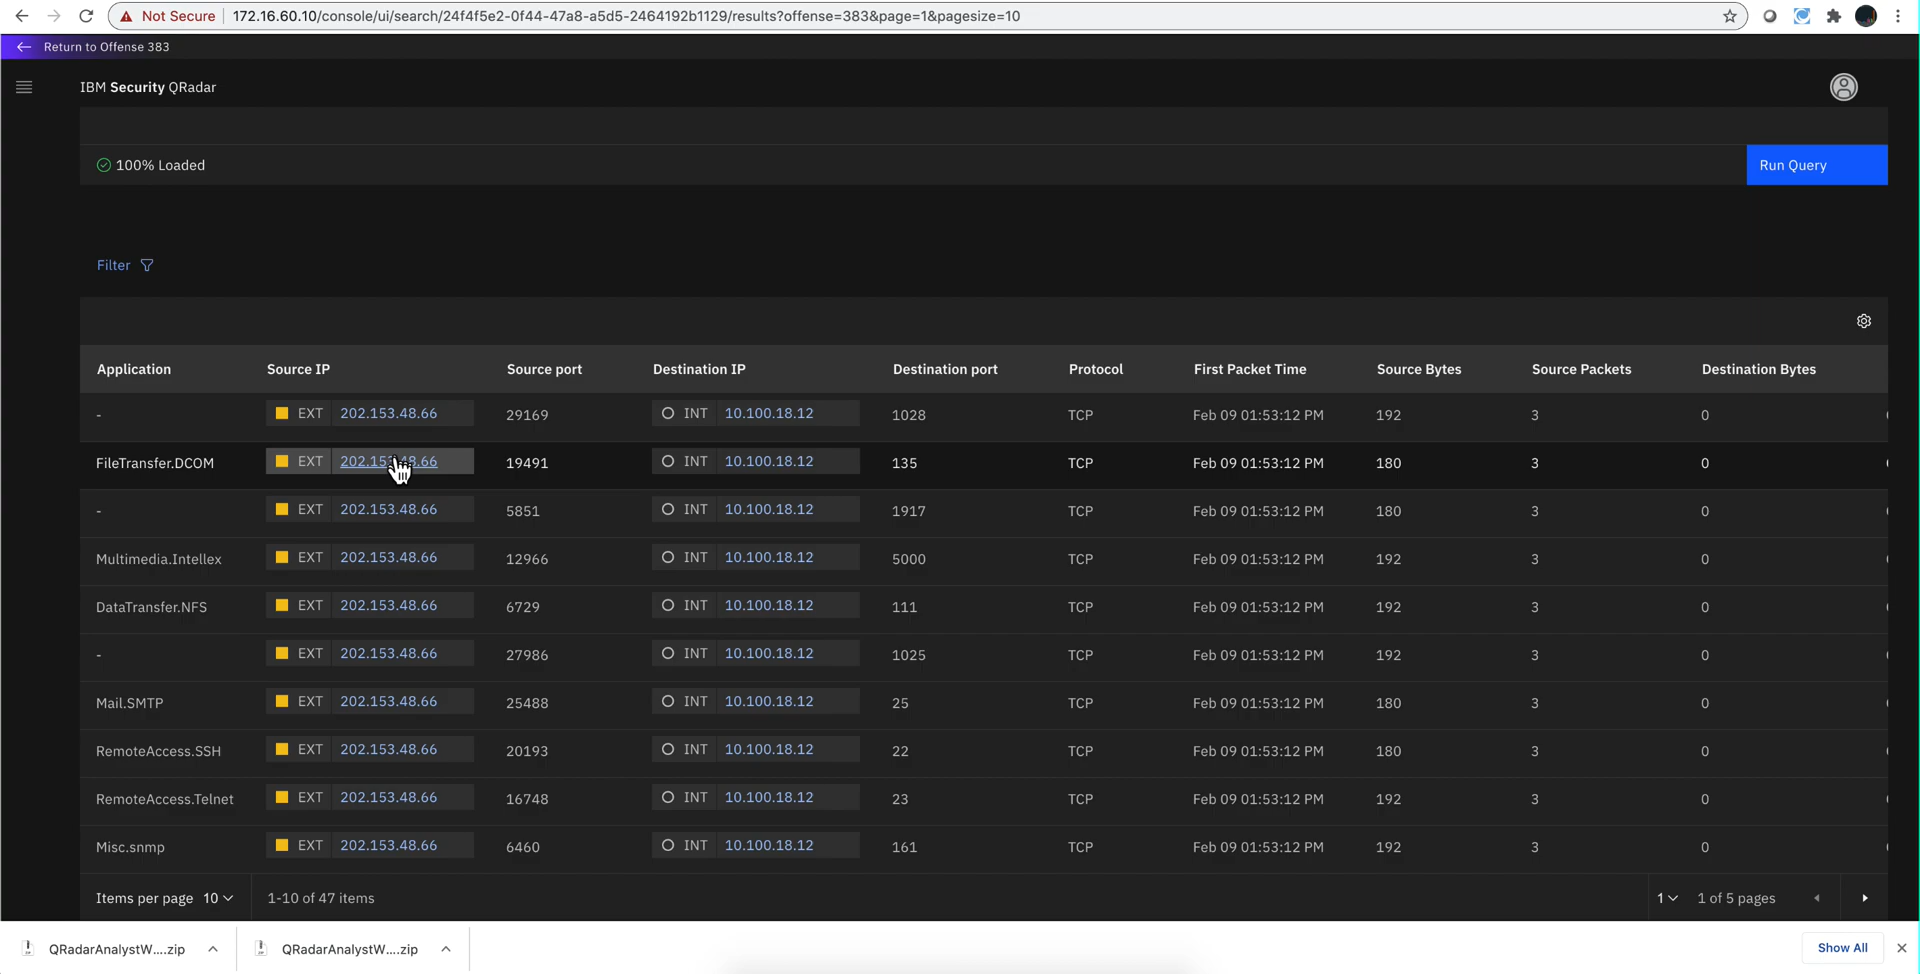 Not Secure 172.16.60.10/console/ui/search/24f4f5e2-0f44-47a8-a5d5-2464192b1129/results?offense=383&page=1&pagesize=10
Return to Offense 383
IBM Security QRadar
100% Loaded Run Query
Filter
Application Source IP Source port Destination IP Destination port Protocol First Packet Time Source Bytes Source Packets Destination Bytes
- EXT 202.153.48.66 29169 INT 10.100.18.12 1028 TCP Feb 09 01:53:12 PM 192 3 0
FileTransfer.DCOM EXT 202.153.48.66 19491 INT 10.100.18.12 135 TCP Feb 09 01:53:12 PM 180 3 0
- EXT 202.153.48.66 5851 INT 10.100.18.12 1917 TCP Feb 09 01:53:12 PM 180 3 0
Multimedia.Intellex EXT 202.153.48.66 12966 INT 10.100.18.12 5000 TCP Feb 09 01:53:12 PM 192 3 0
DataTransfer.NFS EXT 202.153.48.66 6729 INT 10.100.18.12 111 TCP Feb 09 01:53:12 PM 192 3 0
- EXT 202.153.48.66 27986 INT 10.100.18.12 1025 TCP Feb 09 01:53:12 PM 192 3 0
Mail.SMTP EXT 202.153.48.66 25488 INT 10.100.18.12 25 TCP Feb 09 01:53:12 PM 180 3 0
RemoteAccess.SSH EXT 202.153.48.66 20193 INT 10.100.18.12 22 TCP Feb 09 01:53:12 PM 180 3 0
RemoteAccess.Telnet EXT 202.153.48.66 16748 INT 10.100.18.12 23 TCP Feb 09 01:53:12 PM 192 3 0
Misc.snmp EXT 202.153.48.66 6460 INT 10.100.18.12 161 TCP Feb 09 01:53:12 PM 192 3 0
Items per page 10 1-10 of 47 items 1 1 of 5 pages
QRadarAnalystW....zip QRadarAnalystW....zip Show All